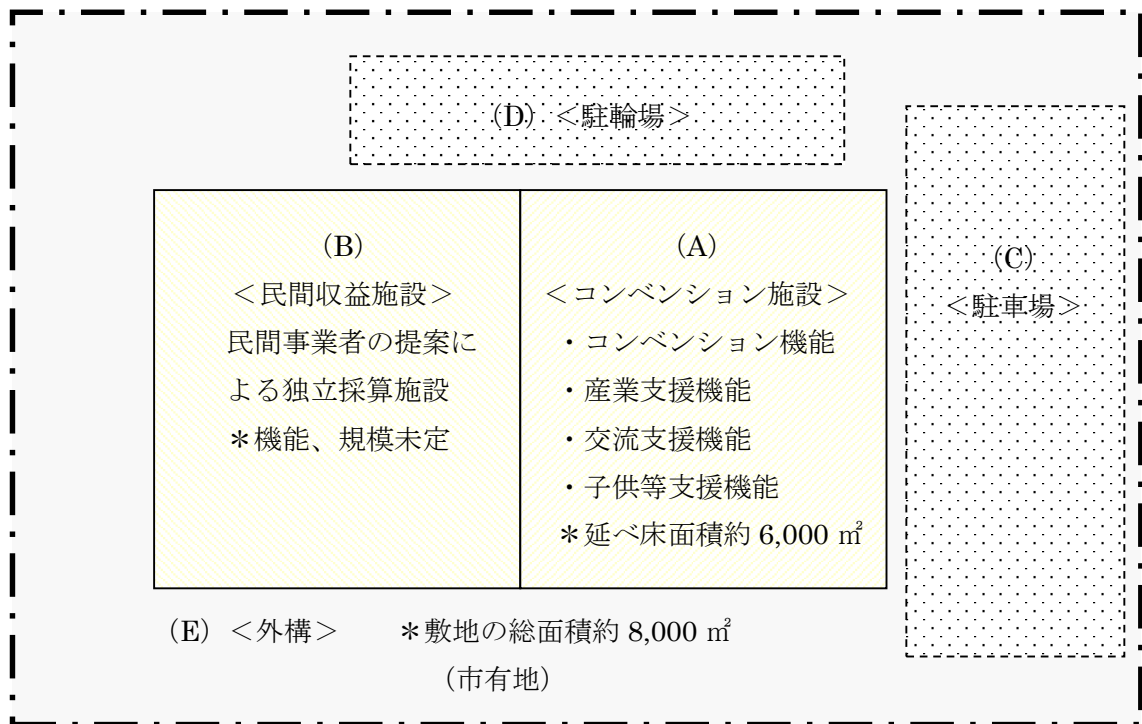 (D)＜駐輪場＞
(B)
＜民間収益施設＞
民間事業者の提案に
よる独立採算施設
＊機能、規模未定
(A)
＜コンベンション施設＞
・コンベンション機能
・産業支援機能
・交流支援機能
・子供等支援機能
＊延べ床面積約 6,000 ㎡
(C)
＜駐車場＞
(E)＜外構＞　＊敷地の総面積約 8,000 ㎡
（市有地）